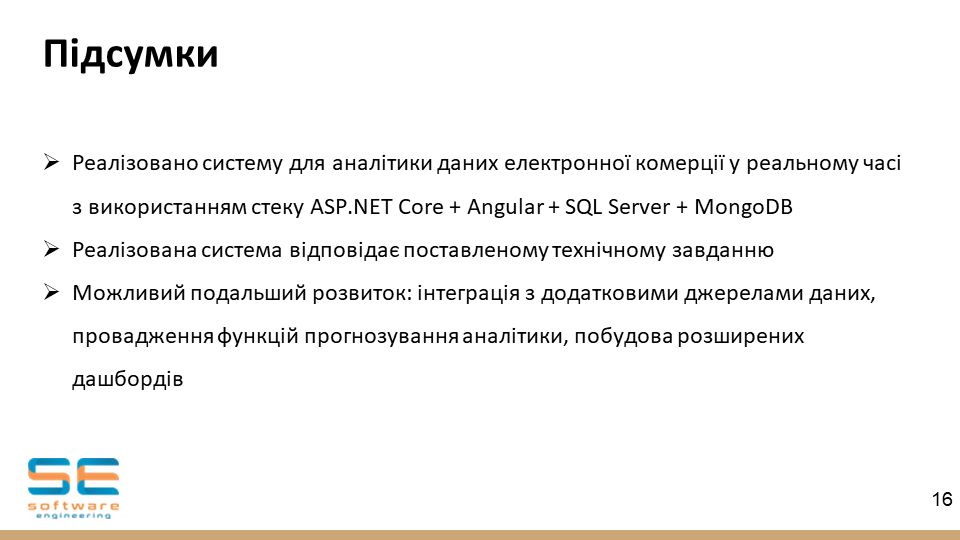 Підсумки
➢ Реалізовано систему для аналітики даних електронної комерції у реальному часі
з використанням стеку ASP.NET Core + Angular + SQL Server + MongoDB
➢ Реалізована система відповідає поставленому технічному завданню
➢ Можливий подальший розвиток: інтеграція з додатковими джерелами даних,
провадження функцій прогнозування аналітики, побудова розширених
дашбордів
SE
software
engineering
16